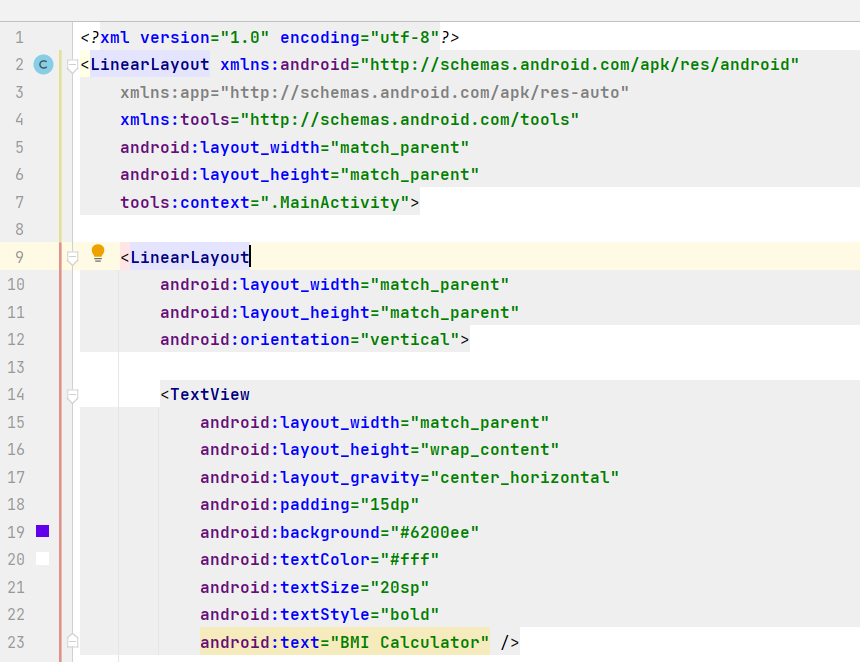 1 <?xml version="1.0" encoding="utf-8"?>
2 C <LinearLayout xmlns:android="http://schemas.android.com/apk/res/android"
3     xmlns:app="http://schemas.android.com/apk/res-auto"
4     xmlns:tools="http://schemas.android.com/tools"
5     android:layout_width="match_parent"
6     android:layout_height="match_parent"
7     tools:context=".MainActivity">
8
9     <LinearLayout
10         android:layout_width="match_parent"
11         android:layout_height="match_parent"
12         android:orientation="vertical">
13
14         <TextView
15             android:layout_width="match_parent"
16             android:layout_height="wrap_content"
17             android:layout_gravity="center_horizontal"
18             android:padding="15dp"
19             android:background="#6200ee"
20             android:textColor="#fff"
21             android:textSize="20sp"
22             android:textStyle="bold"
23             android:text="BMI Calculator" />